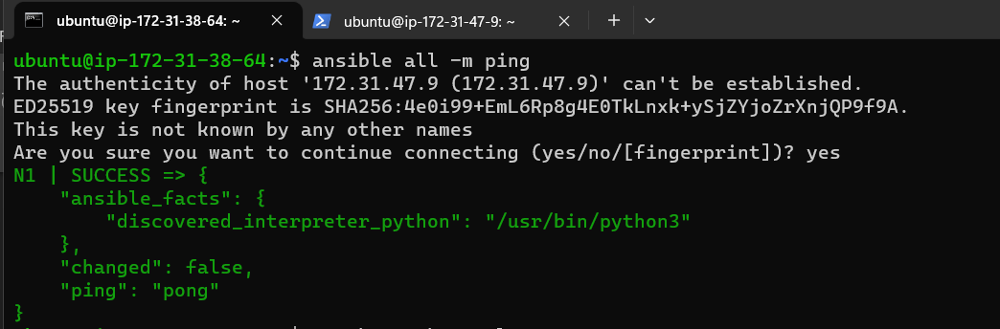 ubuntu@ip-172-31-38-64: ~
ubuntu@ip-172-31-47-9: ~
ubuntu@ip-172-31-38-64:~$ ansible all -m ping
The authenticity of host '172.31.47.9 (172.31.47.9)' can't be established.
ED25519 key fingerprint is SHA256:4e0i99+EmL6Rp8g4E0TkLnxk+ySjZYjoZrXnjQP9f9A.
This key is not known by any other names
Are you sure you want to continue connecting (yes/no/[fingerprint])? yes
N1 | SUCCESS => {
    "ansible_facts": {
        "discovered_interpreter_python": "/usr/bin/python3"
    },
    "changed": false,
    "ping": "pong"
}